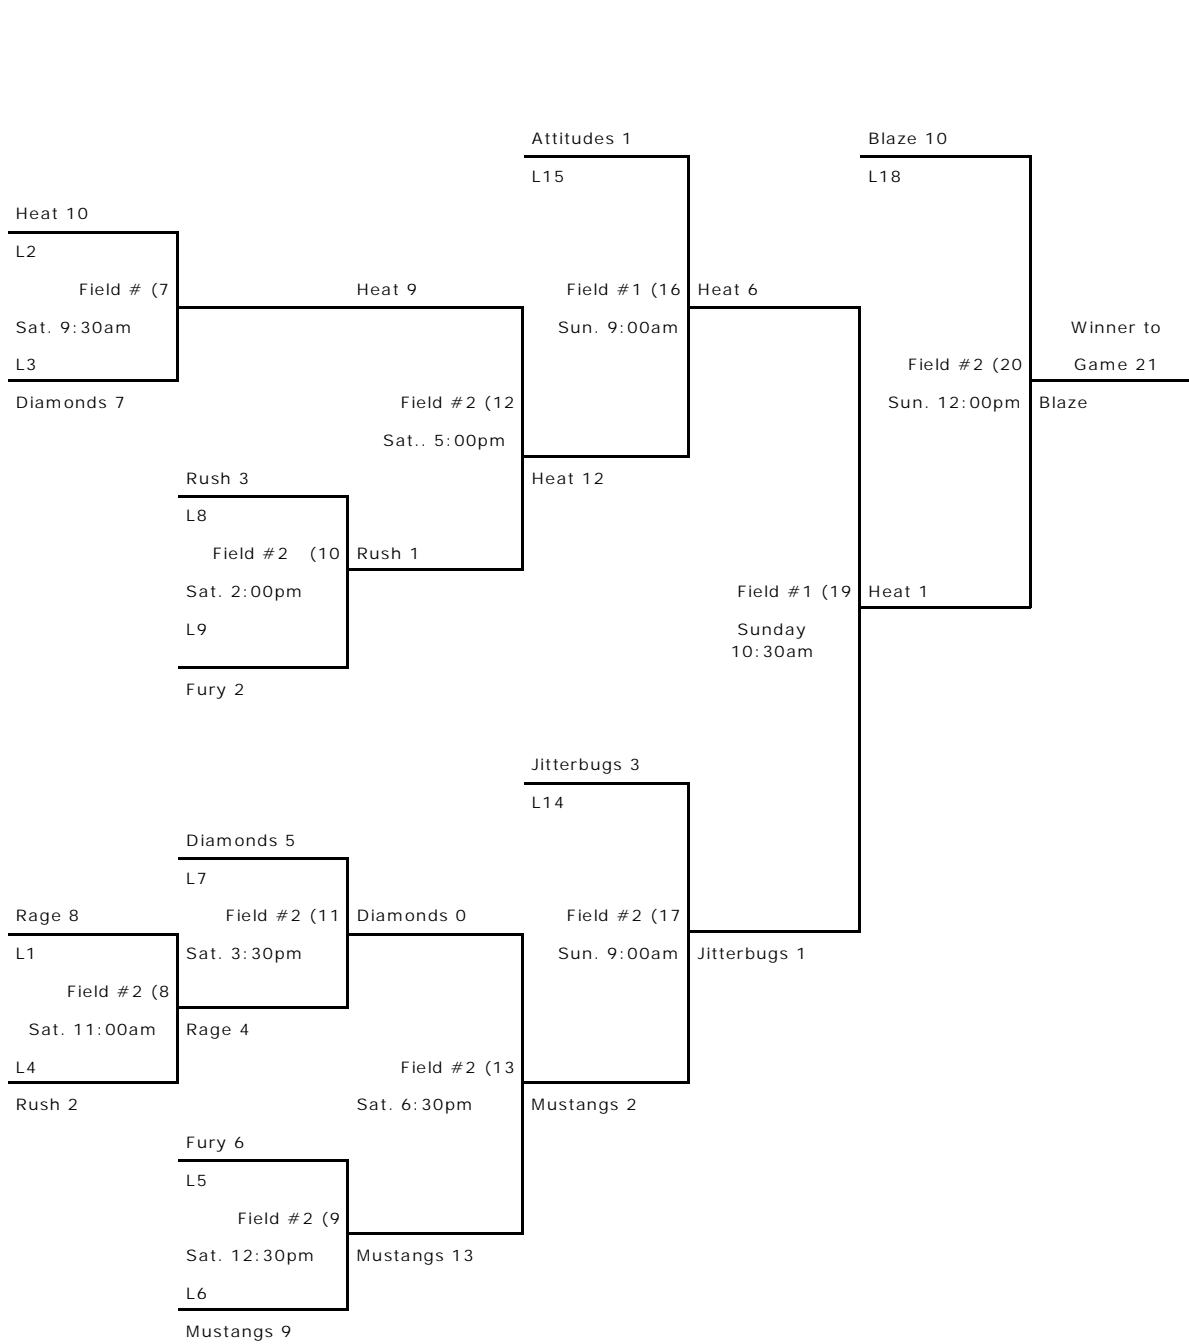 Attitudes 1
Blaze 10
L15
L18
Heat 10
L2
Field # (7
Heat 9
Field #1 (16
Heat 6
Sat. 9:30am
Sun. 9:00am
Winner to
L3
Field #2 (20
Game 21
Diamonds 7
Field #2 (12
Sun. 12:00pm
Blaze
Sat.. 5:00pm
Rush 3
Heat 12
L8
Field #2 (10
Rush 1
Sat. 2:00pm
Field #1 (19
Heat 1
L9
Sunday
10:30am
Fury 2
Jitterbugs 3
L14
Diamonds 5
L7
Rage 8
Field #2 (11
Diamonds 0
Field #2 (17
L1
Sat. 3:30pm
Sun. 9:00am
Jitterbugs 1
Field #2 (8
Sat. 11:00am
Rage 4
L4
Field #2 (13
Rush 2
Sat. 6:30pm
Mustangs 2
Fury 6
L5
Field #2 (9
Sat. 12:30pm
Mustangs 13
L6
Mustangs 9